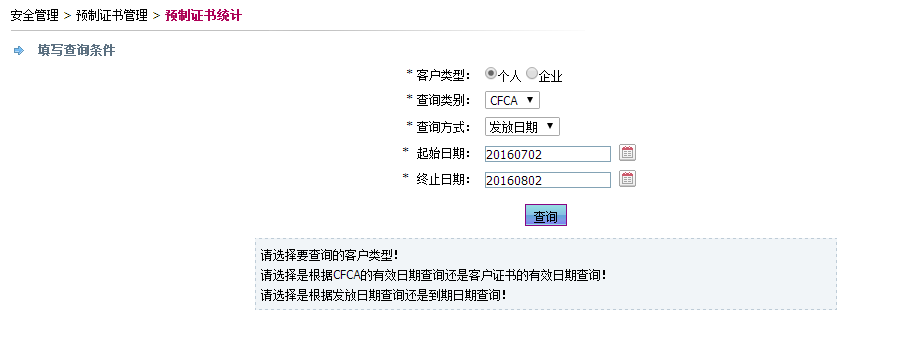 安全管理 > 预制证书管理 > 预制证书统计
填写查询条件
* 客户类型： 个人 企业
* 查询类别： CFCA
* 查询方式： 发放日期
* 起始日期： 20160702
* 终止日期： 20160802
查询
请选择要查询的客户类型！
请选择是根据CFCA的有效日期查询还是客户证书的有效日期查询！
请选择是根据发放日期查询还是到期日期查询！